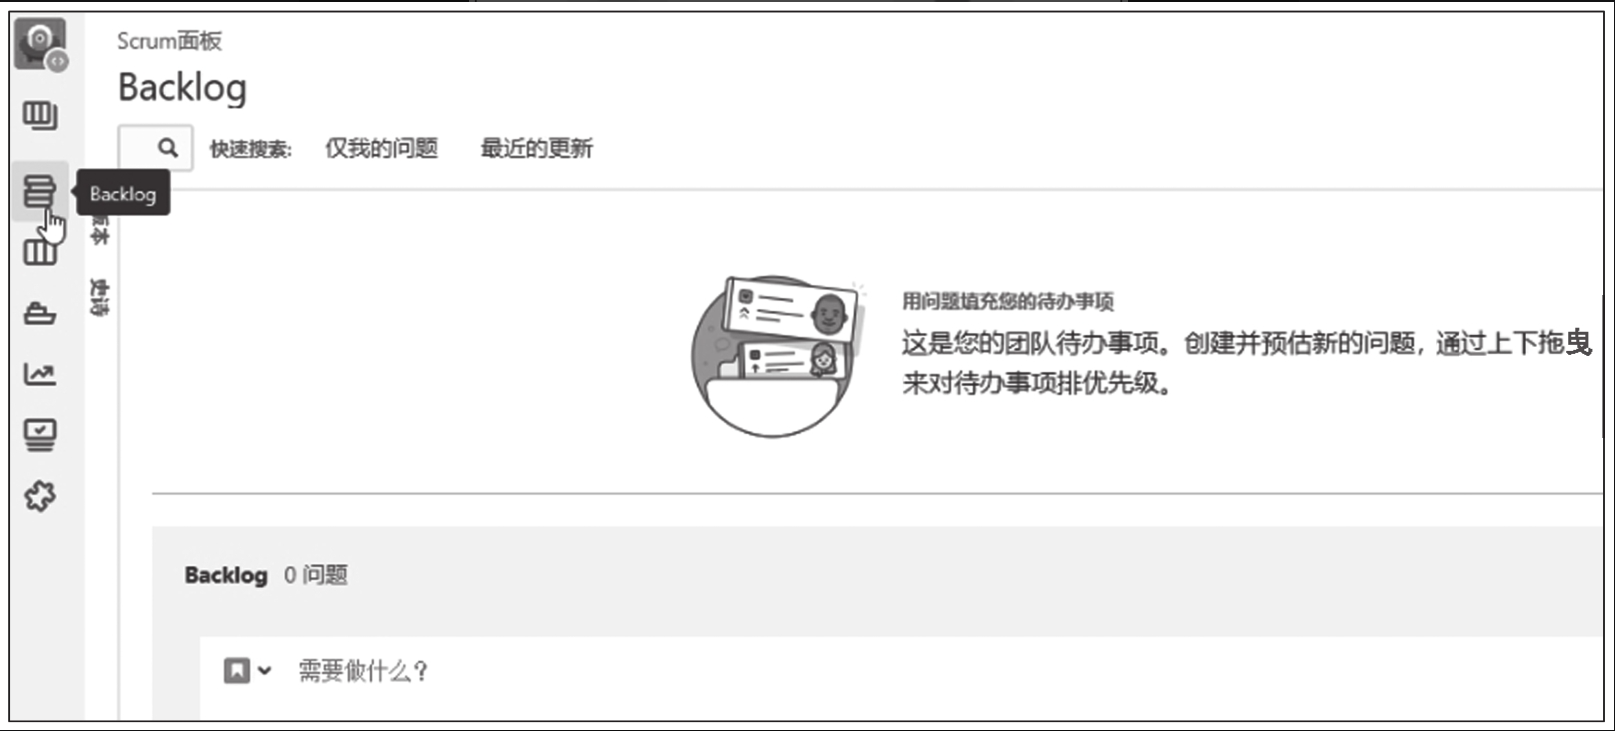 Scrum面板
Backlog
快速搜索: 仅我的问题 最近的更新
Backlog
版本
史诗
用问题填充您的待办事项
这是您的团队待办事项。创建并预估新的问题，通过上下拖曳
来对待办事项排优先级。
Backlog 0 问题
需要做什么？